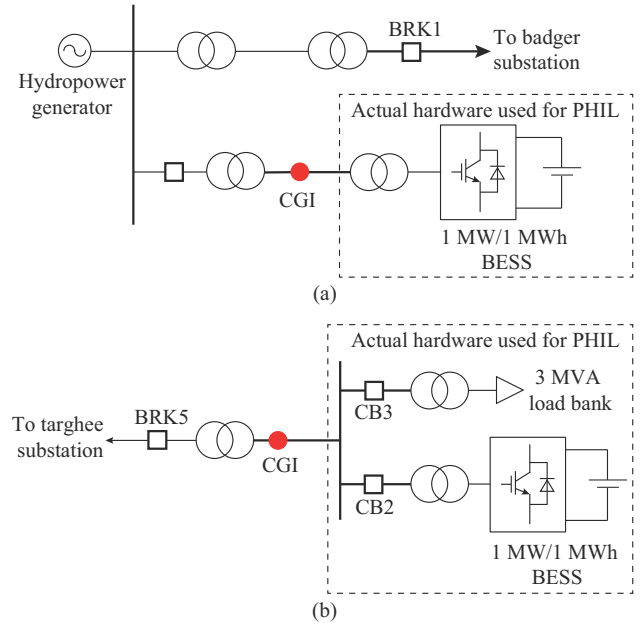 BRK1
To badger
substation
Hydropower
generator
Actual hardware used for PHIL
CGI
1 MW/1 MWh
BESS
(a)
Actual hardware used for PHIL
3 MVA
load bank
CB3
To targhee
substation
BRK5
CGI
CB2
1 MW/1 MWh
BESS
(b)